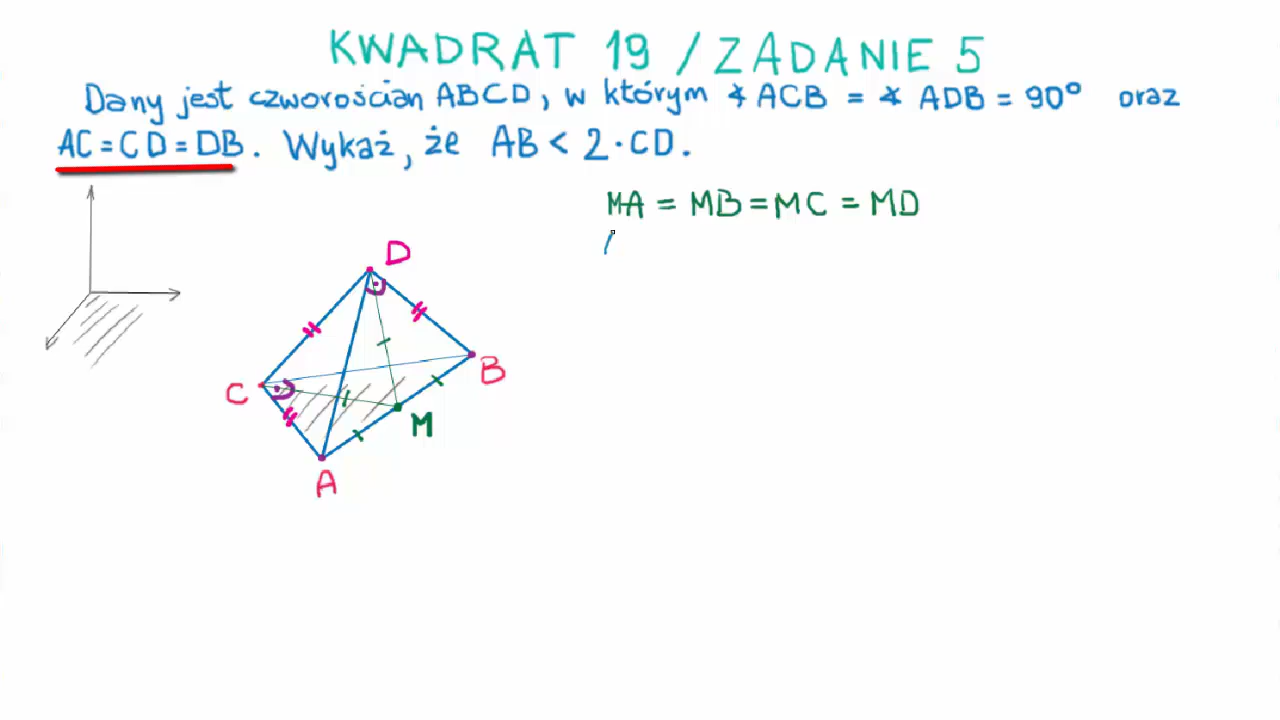 KWADRAT 19 / ZADANIE 5
Dany jest czworościan ABCD, w którym ∢ ACB = ∢ ADB = 90° oraz
AC = CD = DB. Wykaż, że AB < 2·CD.
MA = MB = MC = MD
D
B
C
M
A